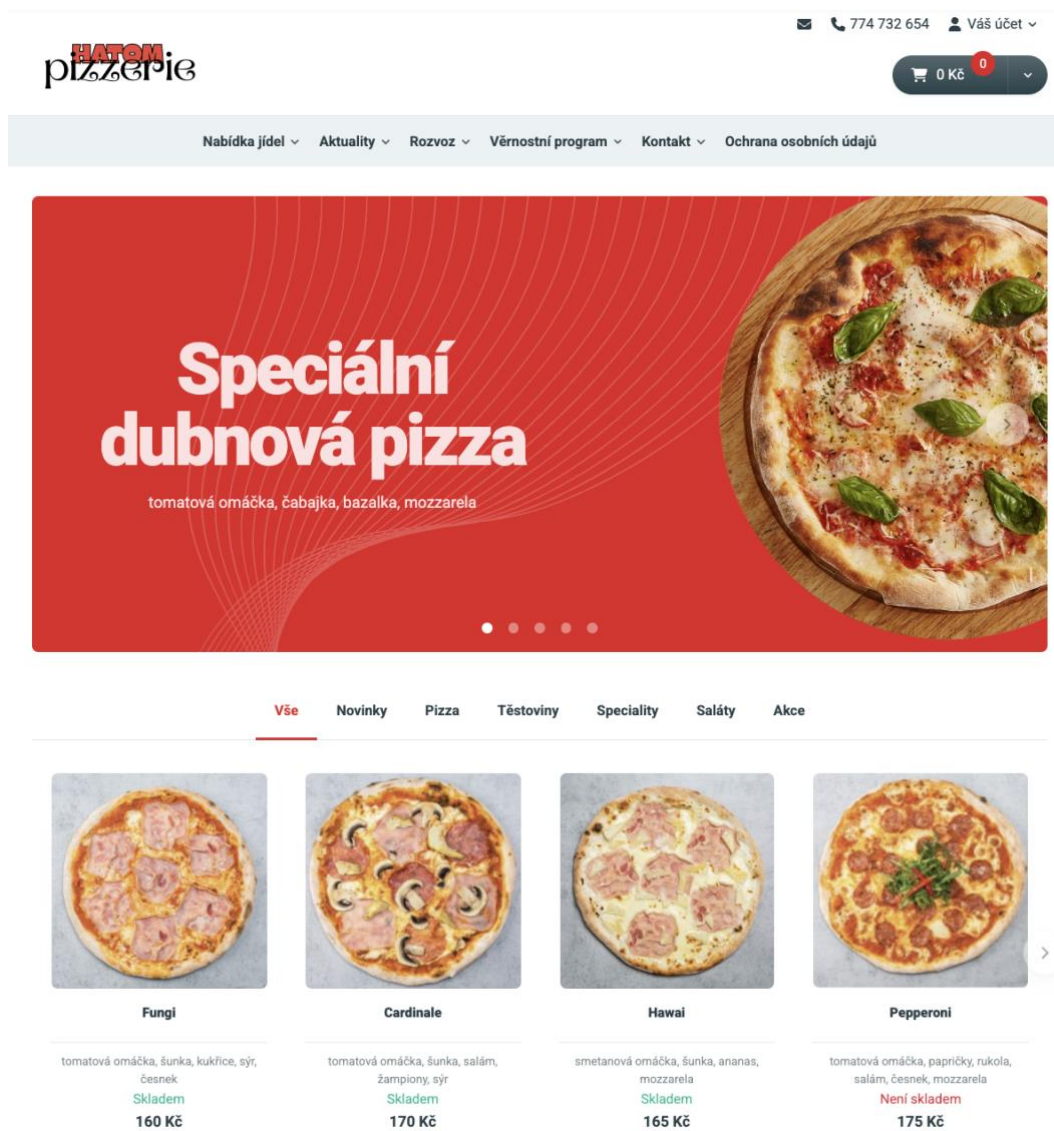 774 732 654
Váš účet
HATOM
pizzerie
0 Kč
0
Nabídka jídel
Aktuality
Rozvoz
Věrnostní program
Kontakt
Ochrana osobních údajů
Speciální
dubnová pizza
tomatová omáčka, čabajka, bazalka, mozzarela
Vše
Novinky
Pizza
Těstoviny
Speciality
Saláty
Akce
Fungi
tomatová omáčka, šunka, kukřice, sýr,
česnek
Skladem
160 Kč
Cardinale
tomatová omáčka, šunka, salám,
žampiony, sýr
Skladem
170 Kč
Hawai
smetanová omáčka, šunka, ananas,
mozzarela
Skladem
165 Kč
Pepperoni
tomatová omáčka, papričky, rukola,
salám, česnek, mozzarela
Není skladem
175 Kč